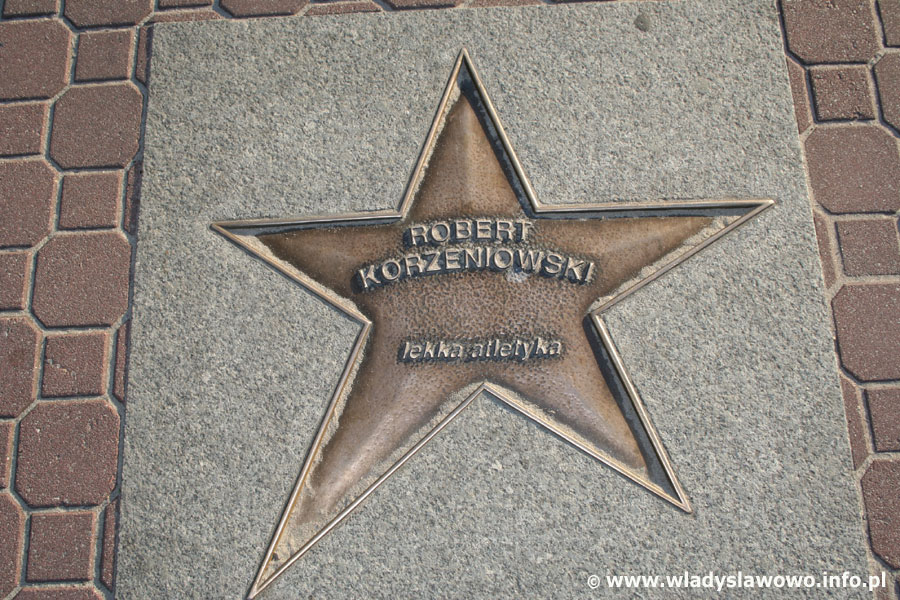 ROBERT
KORZENIOWSKI
lekka atletyka
© www.wladyslawowo.info.pl